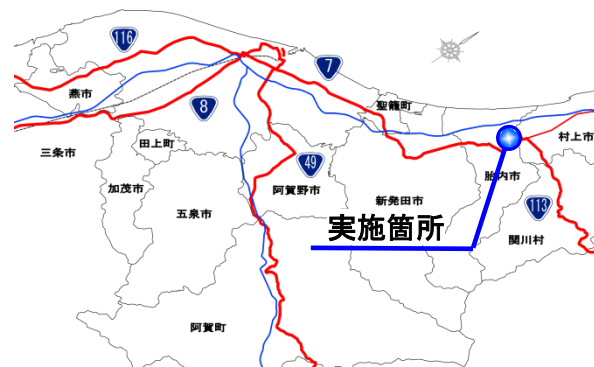 116
7
燕市
聖籠町
8
三条市
田上町
村上市
49
加茂市
阿賀野市
胎内市
新発田市
113
五泉市
実施箇所
関川村
阿賀町